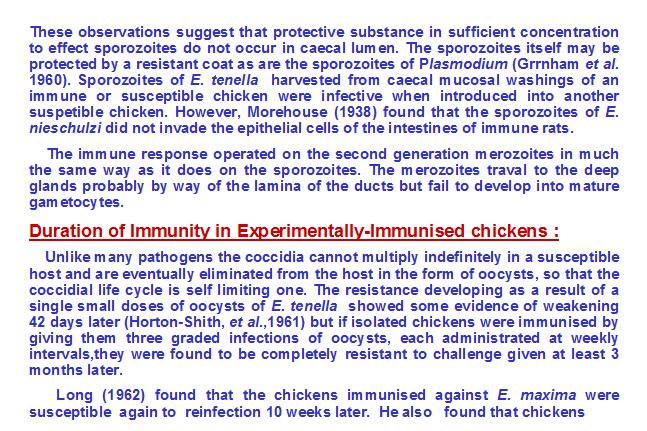 These observations suggest that protective substance in sufficient concentration
to effect sporozoites do not occur in caecal lumen. The sporozoites itself may be
protected by a resistant coat as are the sporozoites of Plasmodium (Grrnham et al.
1960). Sporozoites of E. tenella harvested from caecal mucosal washings of an
immune or susceptible chicken were infective when introduced into another
suspetible chicken. However, Morehouse (1938) found that the sporozoites of E.
nieschulzi did not invade the epithelial cells of the intestines of immune rats.
The immune response operated on the second generation merozoites in much
the same way as it does on the sporozoites. The merozoites traval to the deep
glands probably by way of the lamina of the ducts but fail to develop into mature
gametocytes.
Duration of Immunity in Experimentally-Immunised chickens :
Unlike many pathogens the coccidia cannot multiply indefinitely in a susceptible
host and are eventually eliminated from the host in the form of oocysts, so that the
coccidial life cycle is self limiting one. The resistance developing as a result of a
single small doses of oocysts of E. tenella showed some evidence of weakening
42 days later (Horton-Shith, et al.,1961) but if isolated chickens were immunised by
giving them three graded infections of oocysts, each administrated at weekly
intervals,they were found to be completely resistant to challenge given at least 3
months later.
Long (1962) found that the chickens immunised against E. maxima were
susceptible again to reinfection 10 weeks later. He also found that chickens